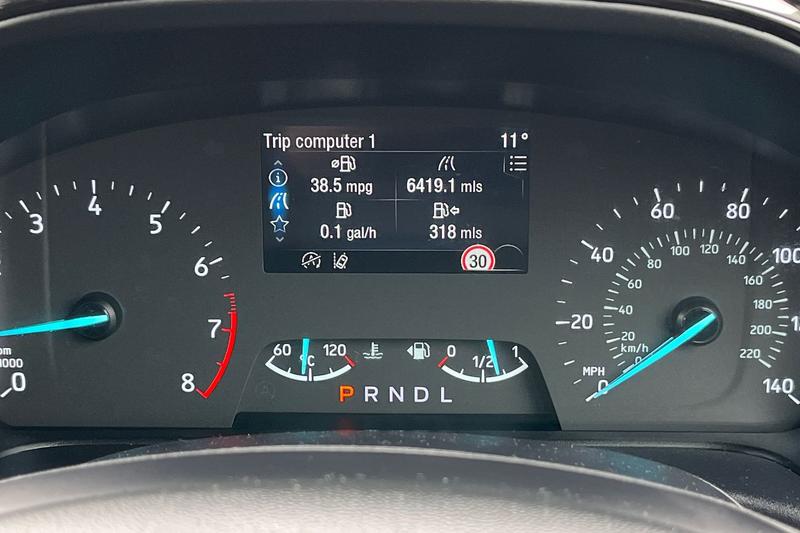 Trip computer 1 11°
38.5 mpg 6419.1 mls
0.1 gal/h 318 mls
30
3 4 5 6 7 8
0
60 °C 120
0 1/2 1
P R N D L
0 20 40 60 80 100 140
MPH
20 40 60 80 100 120 140 160 180 200 220
km/h